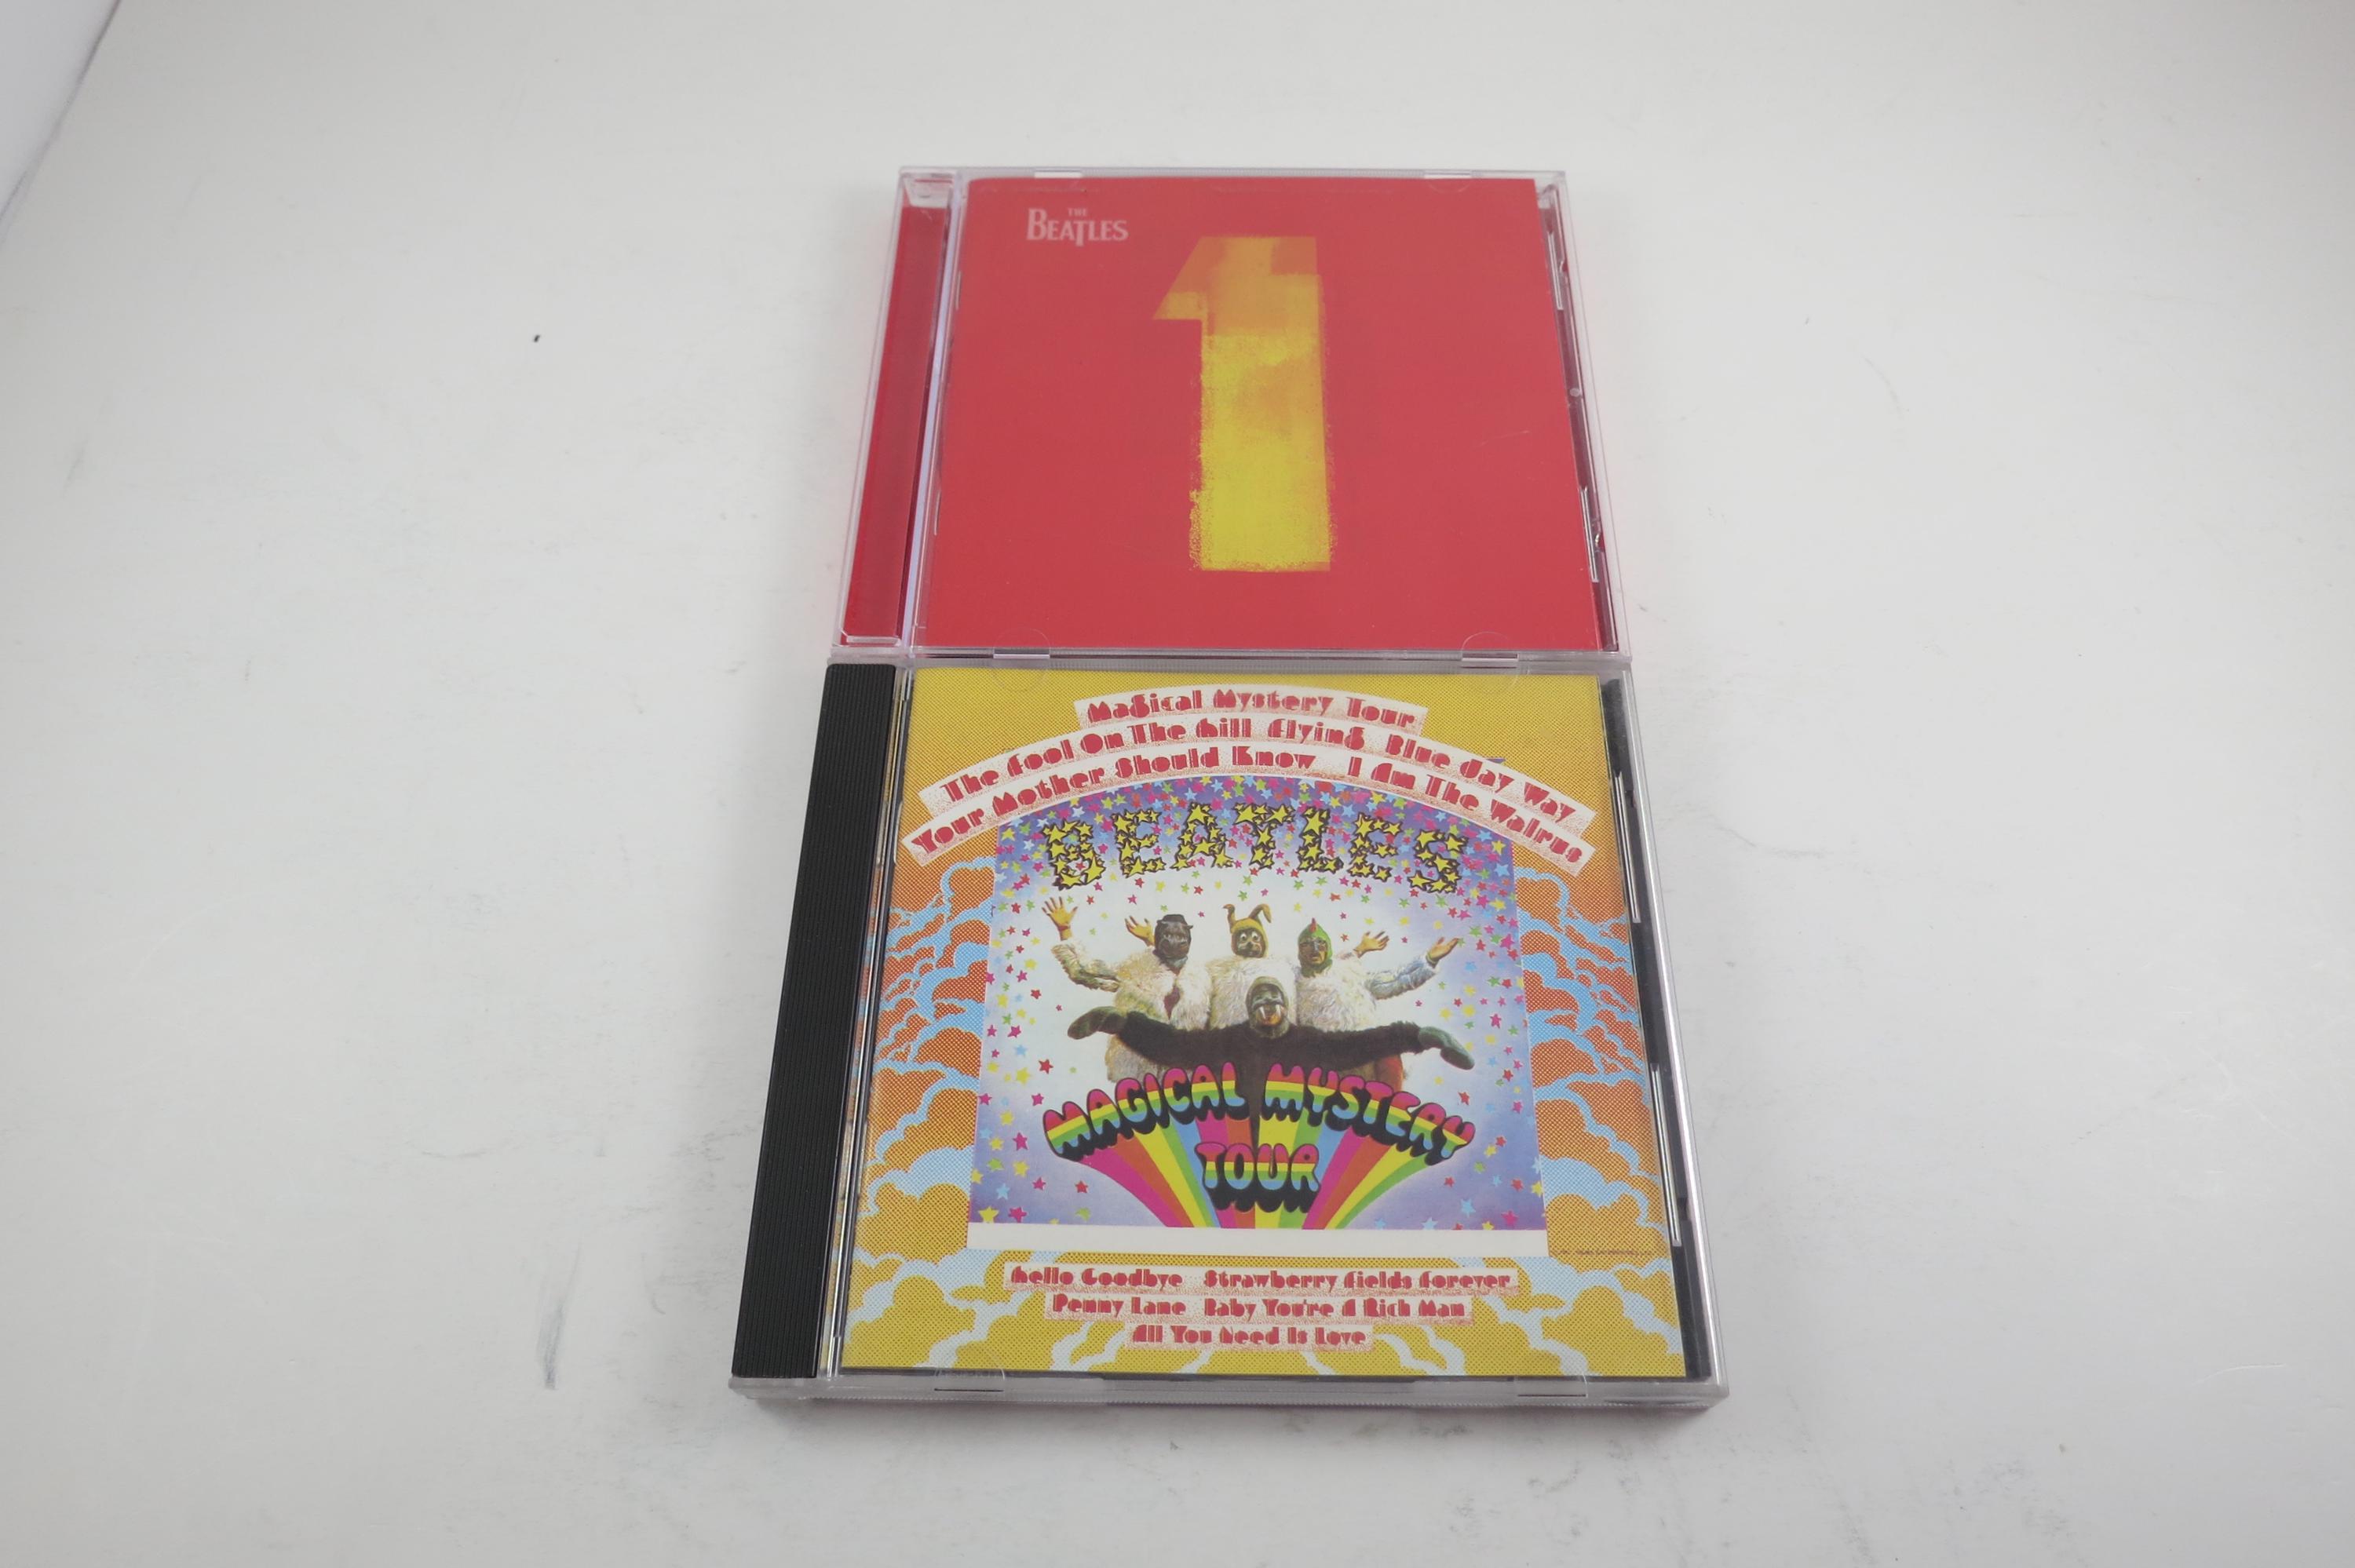 THE
BEATLES
1
Magical Mystery Tour
The Fool On The Hill Flying Blue Jay Way
Your Mother Should Know I Am The Walrus
BEATLES
MAGICAL MYSTERY
TOUR
Hello Goodbye Strawberry Fields Forever
Penny Lane Baby You're A Rich Man
All You Need Is Love